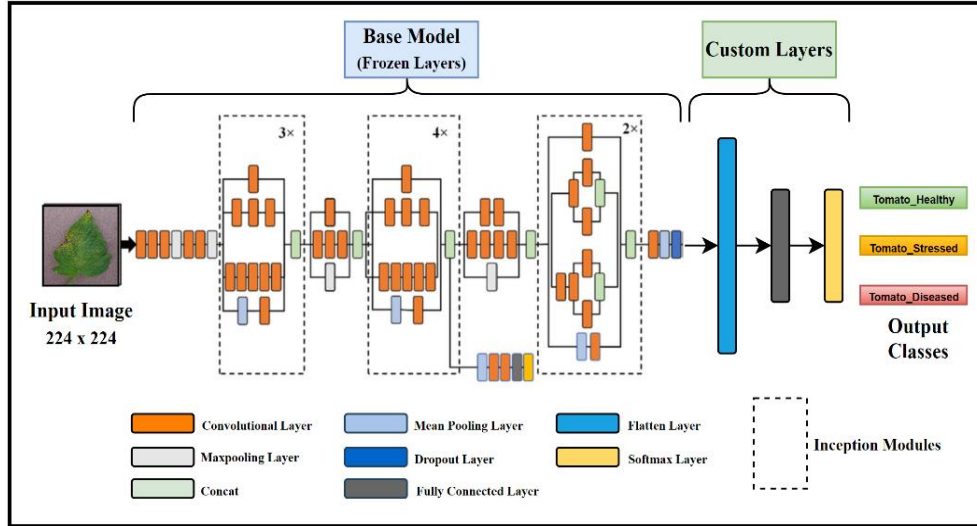 Base Model
(Frozen Layers)
Custom Layers
3×
4×
2×
Input Image
224 x 224
Tomato_Healthy
Tomato_Stressed
Tomato_Diseased
Output
Classes
Convolutional Layer
Mean Pooling Layer
Flatten Layer
Maxpooling Layer
Dropout Layer
Softmax Layer
Concat
Fully Connected Layer
Inception Modules